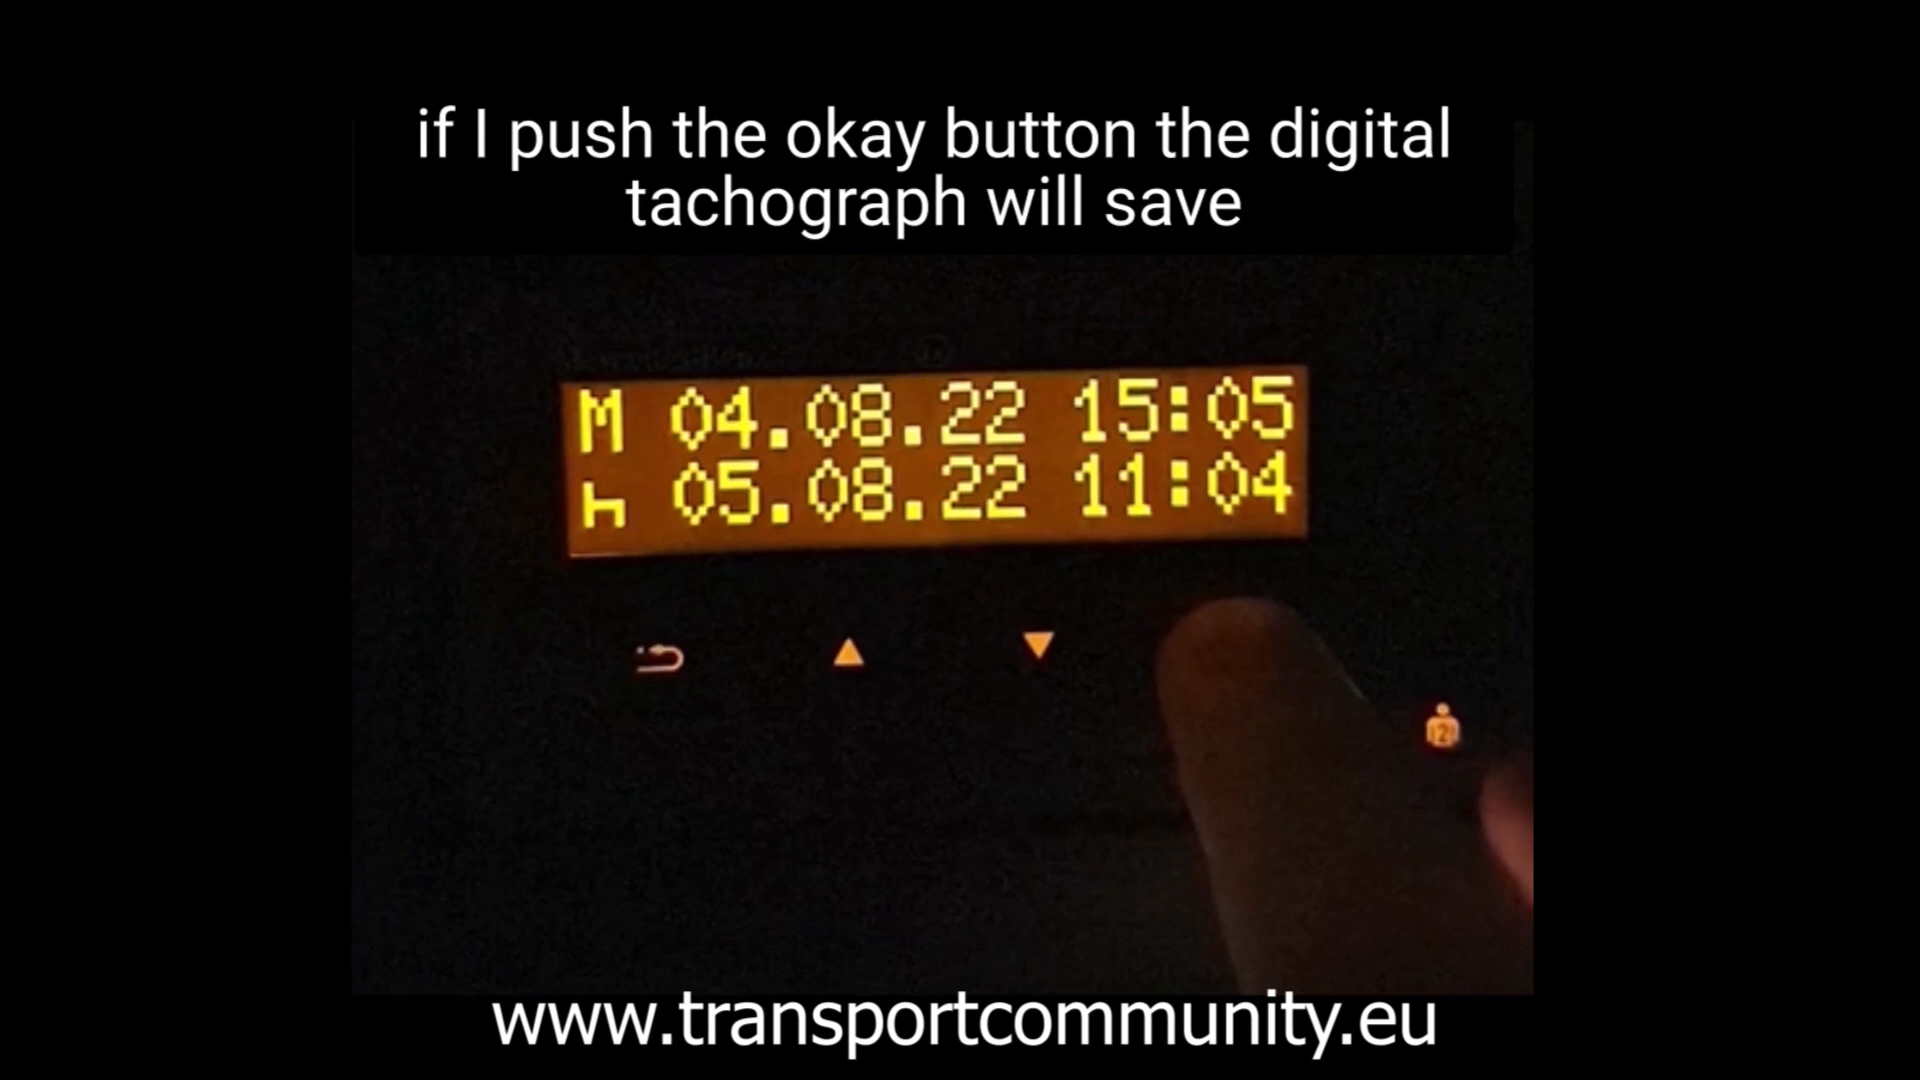 if I push the okay button the digital
tachograph will save
M 04.08.22 15:05
05.08.22 11:04
2
www.transportcommunity.eu